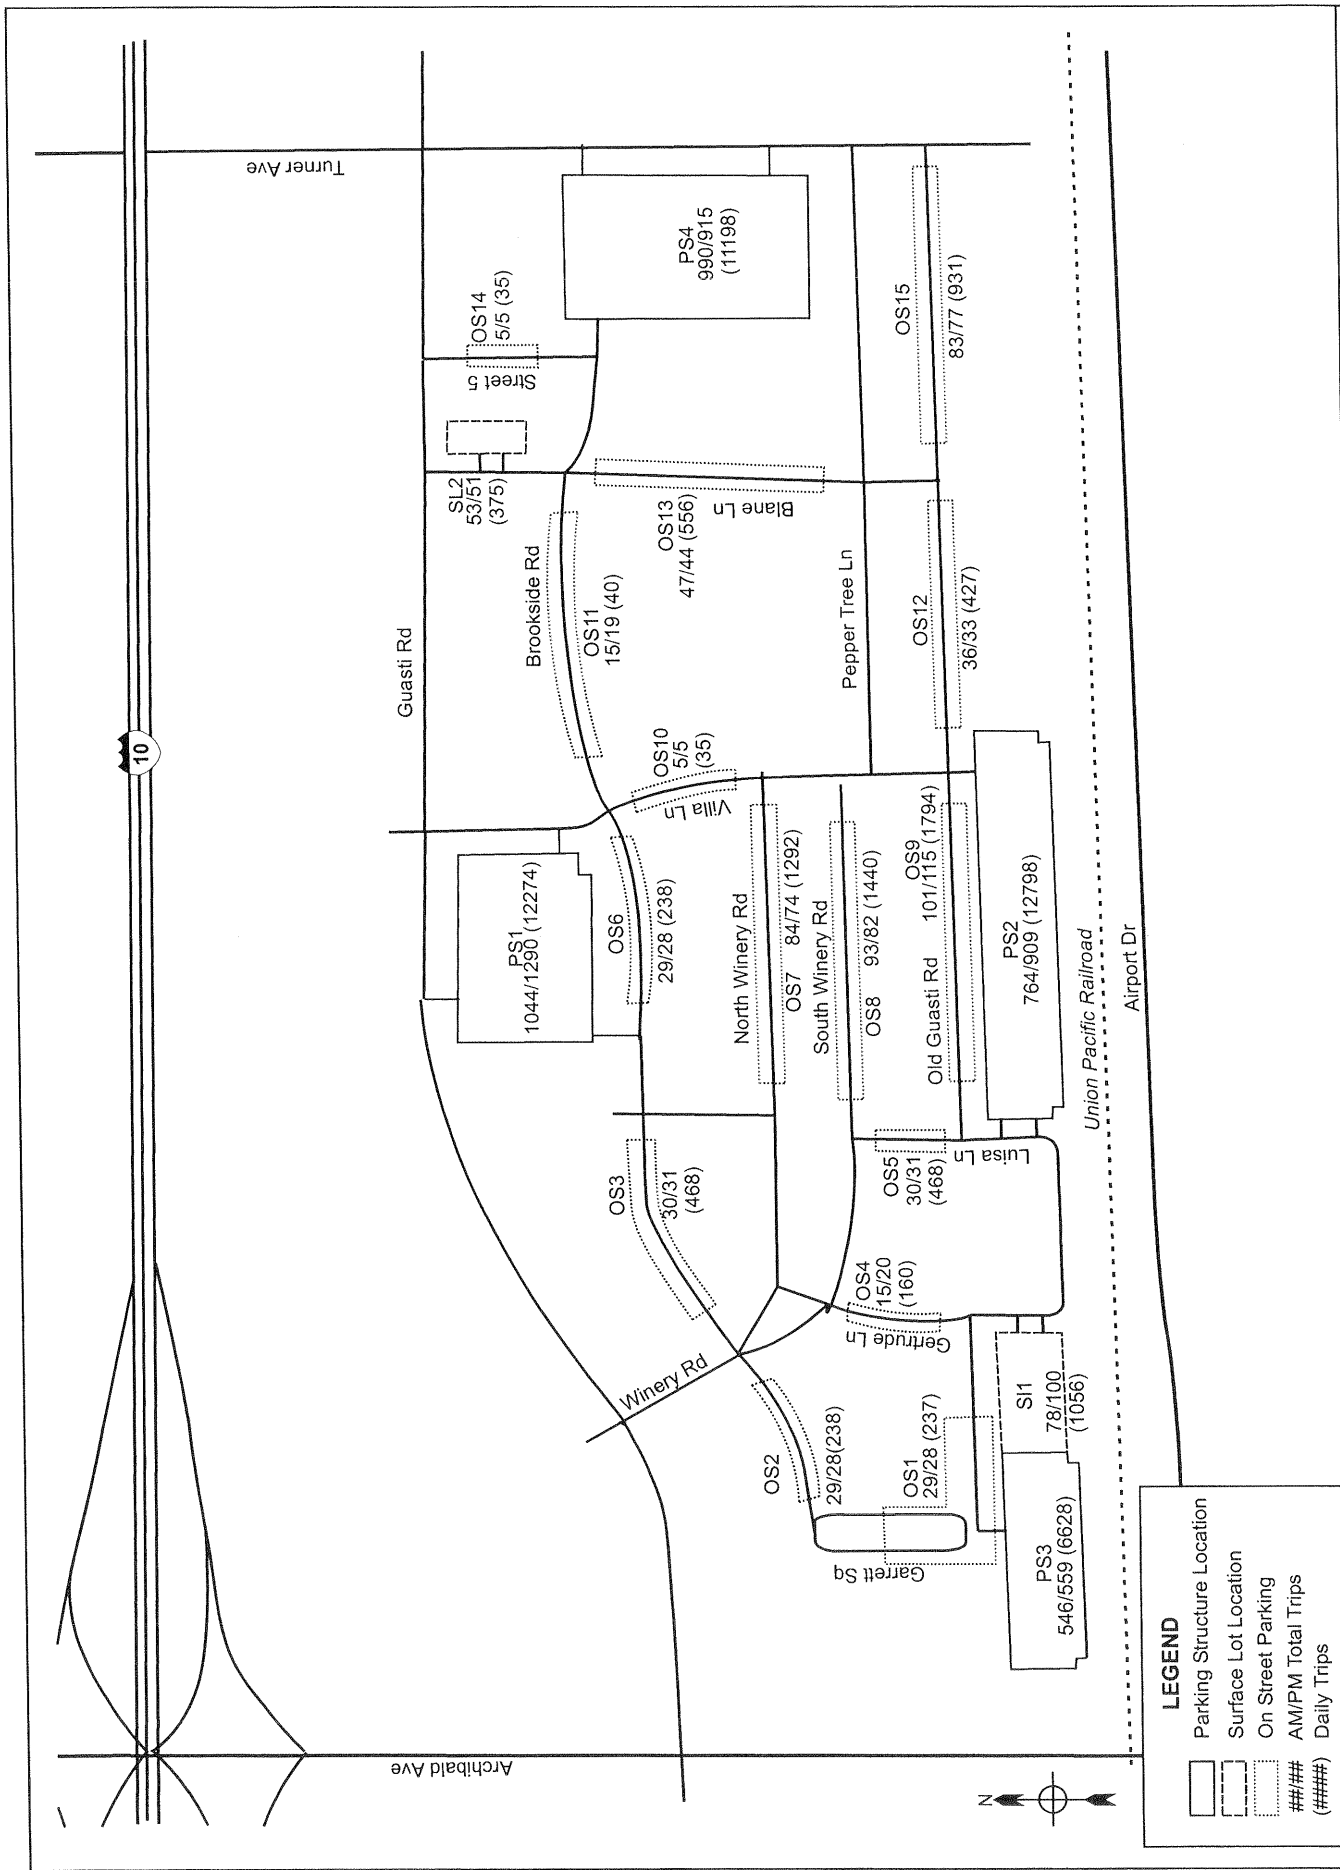 10
Turner Ave
Guasti Rd
OS14
5/5 (35)
Street 5
PS4
990/915
(11198)
SL2
53/51
(375)
Brookside Rd
OS11
15/19 (40)
OS13
47/44 (556)
Blane Ln
Pepper Tree Ln
OS15
83/77 (931)
OS12
36/33 (427)
OS10
5/5
(35)
Villa Ln
PS1
1044/1290 (12274)
OS6
29/28 (238)
North Winery Rd
OS7 84/74 (1292)
South Winery Rd
OS8 93/82 (1440)
Old Guasti Rd
OS9
101/115 (1794)
PS2
764/909 (12798)
Union Pacific Railroad
Airport Dr
OS3
30/31
(468)
OS5
30/31
(468)
Luisa Ln
OS4
15/20
(160)
Gertrude Ln
Winery Rd
OS2
29/28(238)
OS1
29/28 (237)
Garrett Sq
SI1
78/100
(1056)
PS3
546/559 (6628)
Archibald Ave
N
LEGEND
Parking Structure Location
Surface Lot Location
On Street Parking
##/## AM/PM Total Trips
(####) Daily Trips